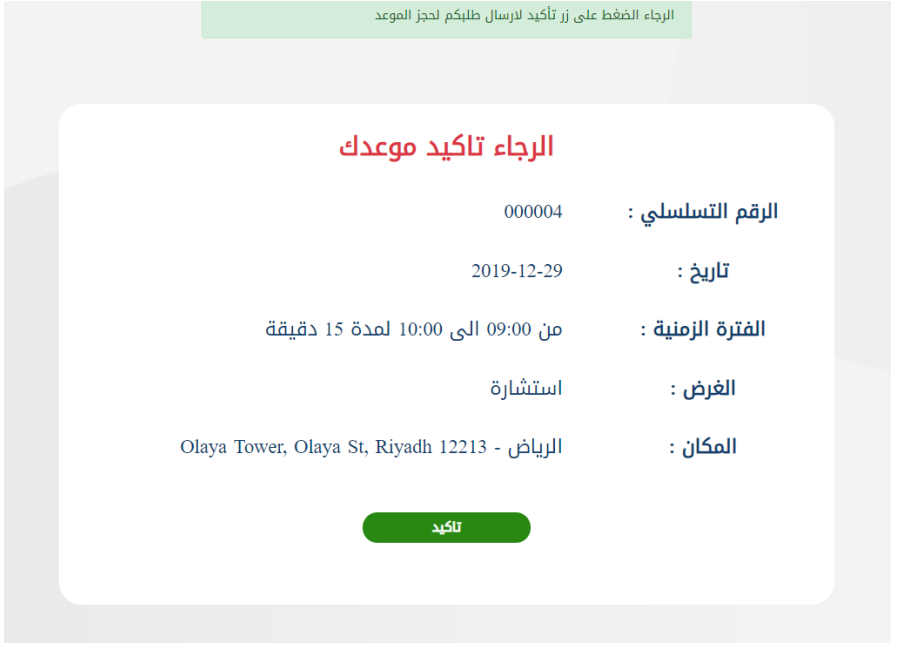 الرجاء الضغط على زر تأكيد لارسال طلبكم لحجز الموعد
الرجاء تاكيد موعدك
الرقم التسلسلي : 000004
تاريخ : 2019-12-29
الفترة الزمنية : من 09:00 الى 10:00 لمدة 15 دقيقة
الغرض : استشارة
المكان : الرياض - Olaya Tower, Olaya St, Riyadh 12213
تاكيد